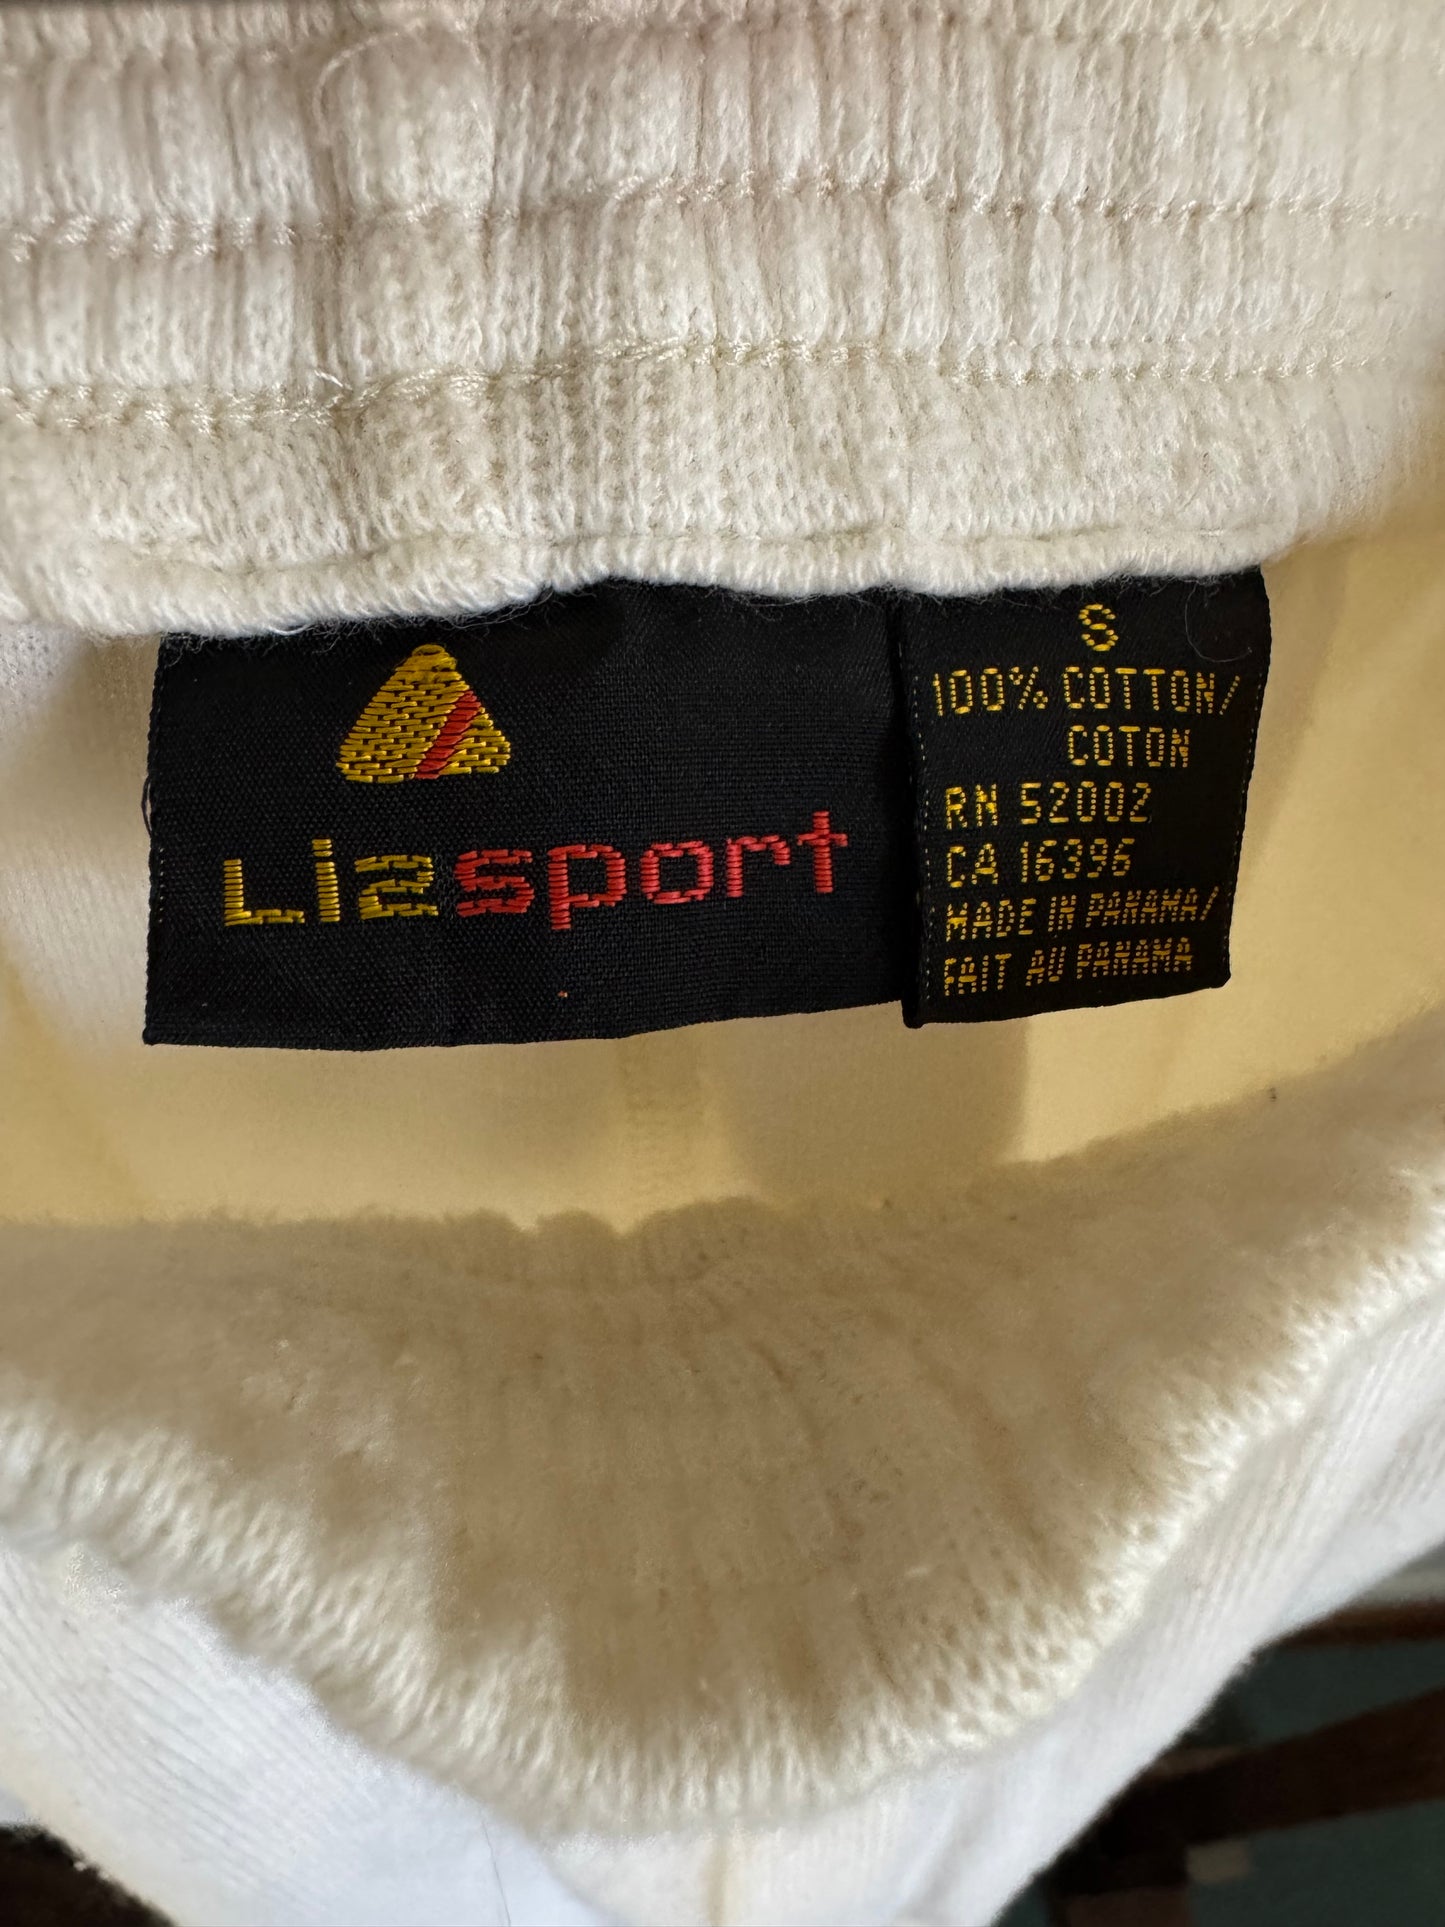 Lizsport
S
100% COTTON/
COTON
RN 52002
CA 16396
MADE IN PANAMA/
FAIT AU PANAMA